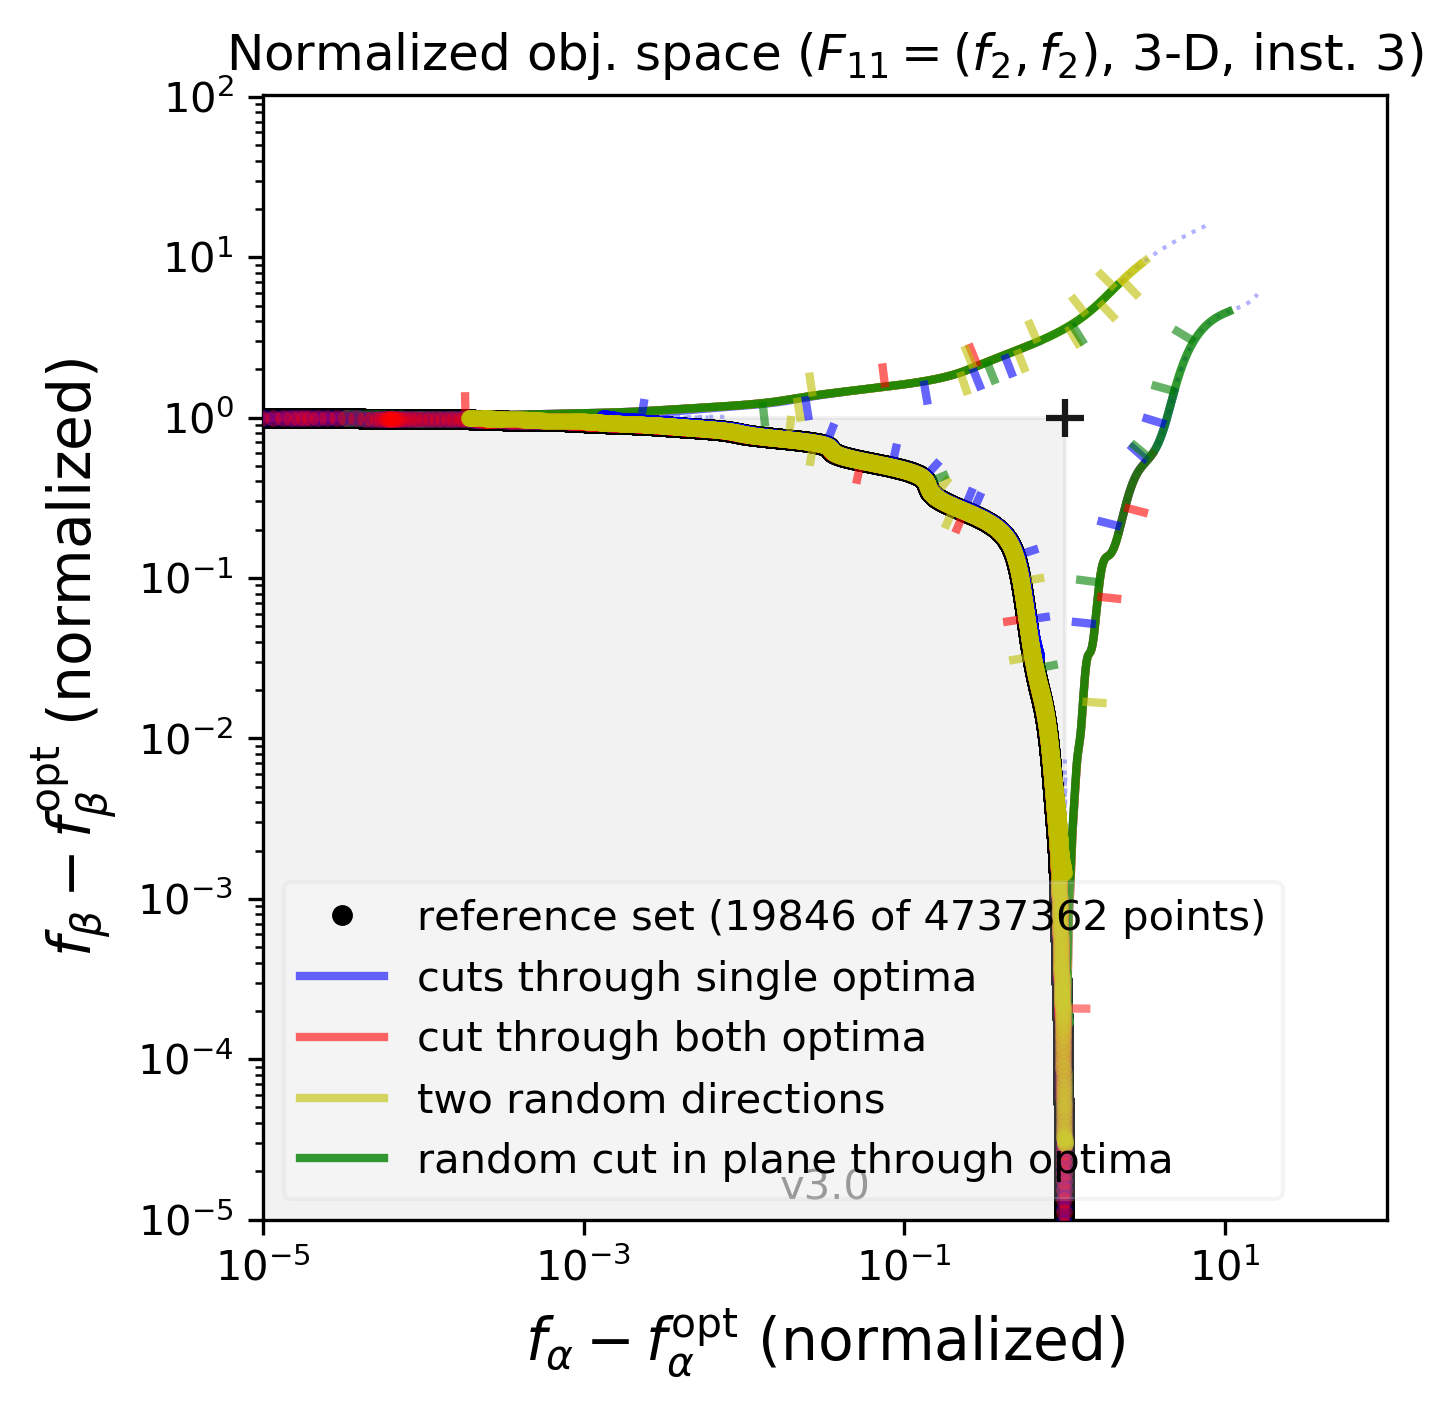 Normalized obj. space (F₁₁ = (f₂, f₂), 3-D, inst. 3)
10²
10¹
10⁰
10⁻¹
10⁻²
10⁻³
10⁻⁴
10⁻⁵
f_β − f_β^opt (normalized)
reference set (19846 of 4737362 points)
cuts through single optima
cut through both optima
two random directions
random cut in plane through optima
v3.0
10⁻⁵ 10⁻³ 10⁻¹ 10¹
f_α − f_α^opt (normalized)